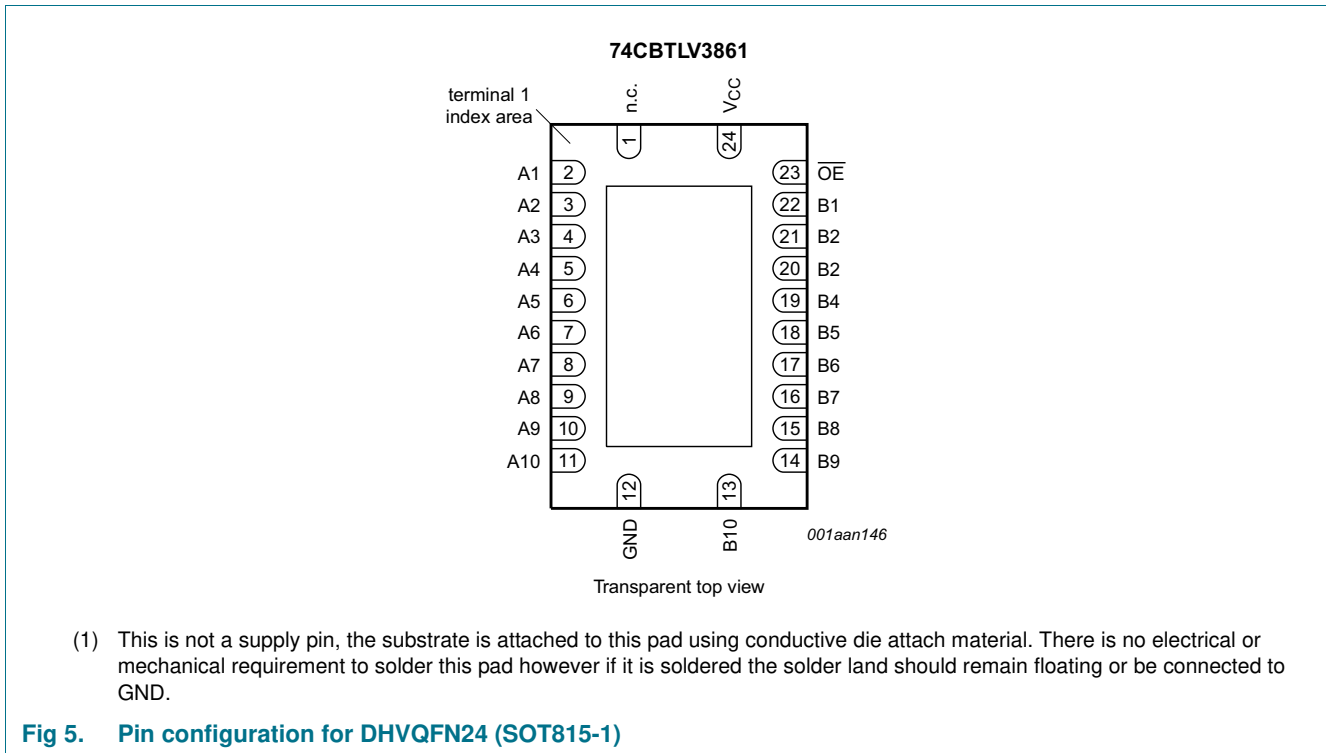 74CBTLV3861
terminal 1
index area
n.c.
VCC
1
24
A1 2 23 OE
A2 3 22 B1
A3 4 21 B2
A4 5 20 B2
A5 6 19 B4
A6 7 18 B5
A7 8 17 B6
A8 9 16 B7
A9 10 15 B8
A10 11 14 B9
12
13
GND
B10
001aan146
Transparent top view
(1) This is not a supply pin, the substrate is attached to this pad using conductive die attach material. There is no electrical or
mechanical requirement to solder this pad however if it is soldered the solder land should remain floating or be connected to
GND.
Fig 5. Pin configuration for DHVQFN24 (SOT815-1)